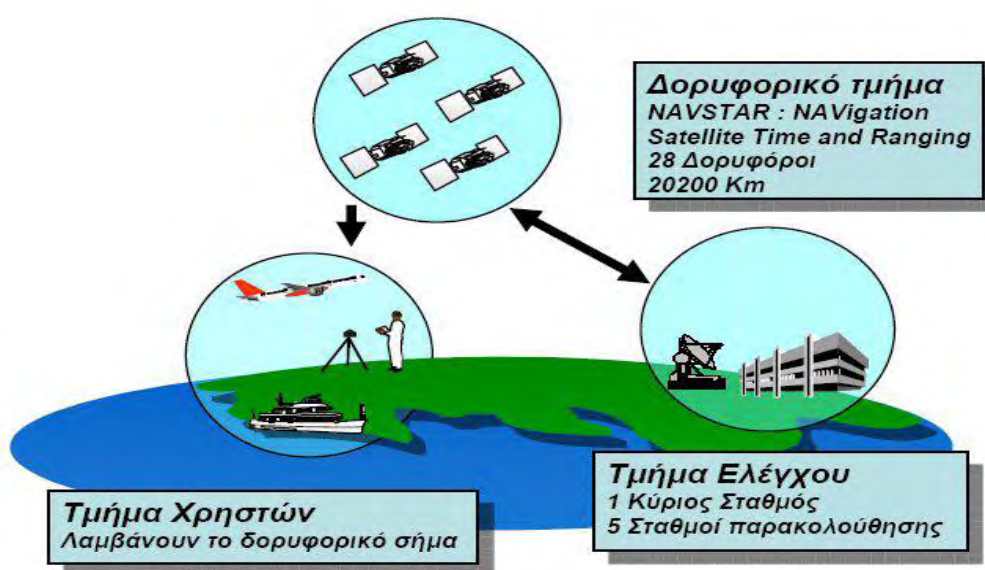 Δορυφορικό τμήμα
NAVSTAR : NAVigation
Satellite Time and Ranging
28 Δορυφόροι
20200 Km
Τμήμα Χρηστών
Λαμβάνουν το δορυφορικό σήμα
Τμήμα Ελέγχου
1 Κύριος Σταθμός
5 Σταθμοί παρακολούθησης